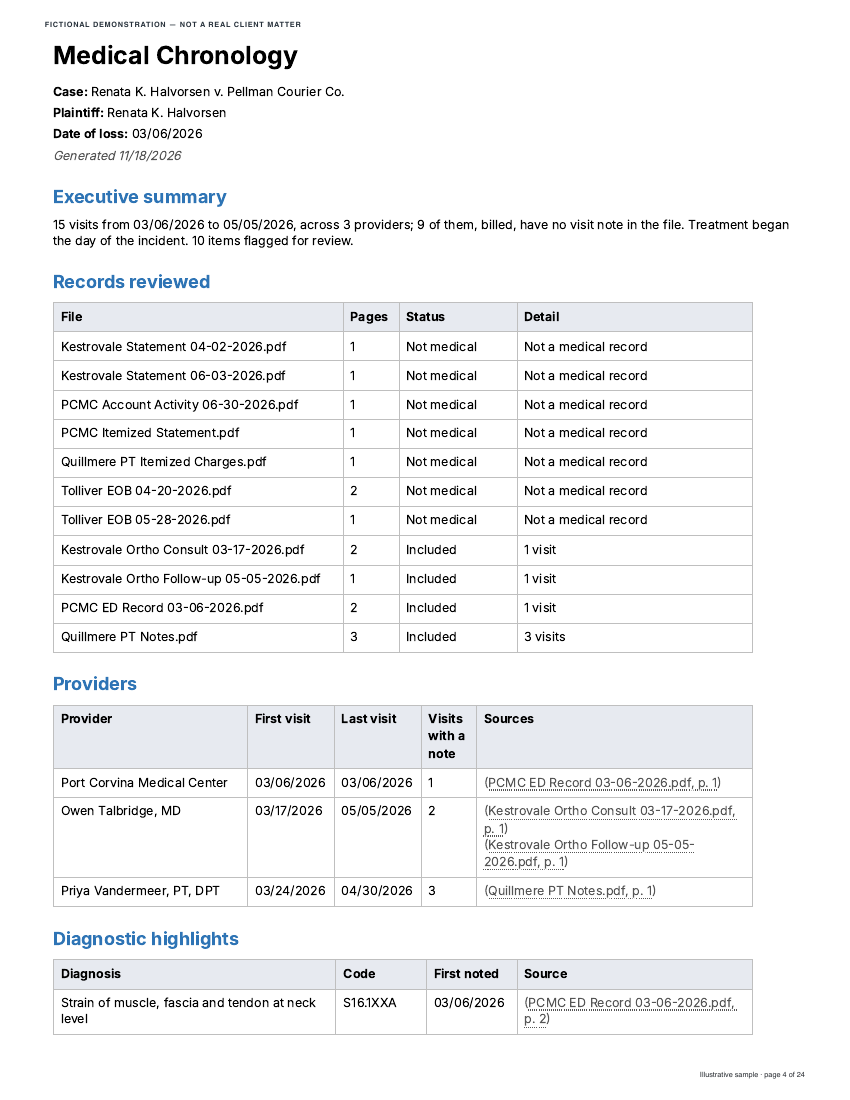 FICTIONAL DEMONSTRATION — NOT A REAL CLIENT MATTER
Medical Chronology
Case: Renata K. Halvorsen v. Pellman Courier Co.
Plaintiff: Renata K. Halvorsen
Date of loss: 03/06/2026
Generated 11/18/2026
Executive summary
15 visits from 03/06/2026 to 05/05/2026, across 3 providers; 9 of them, billed, have no visit note in the file. Treatment began
the day of the incident. 10 items flagged for review.
Records reviewed
File Pages Status Detail
Kestrovale Statement 04-02-2026.pdf 1 Not medical Not a medical record
Kestrovale Statement 06-03-2026.pdf 1 Not medical Not a medical record
PCMC Account Activity 06-30-2026.pdf 1 Not medical Not a medical record
PCMC Itemized Statement.pdf 1 Not medical Not a medical record
Quillmere PT Itemized Charges.pdf 1 Not medical Not a medical record
Tolliver EOB 04-20-2026.pdf 2 Not medical Not a medical record
Tolliver EOB 05-28-2026.pdf 1 Not medical Not a medical record
Kestrovale Ortho Consult 03-17-2026.pdf 2 Included 1 visit
Kestrovale Ortho Follow-up 05-05-2026.pdf 1 Included 1 visit
PCMC ED Record 03-06-2026.pdf 2 Included 1 visit
Quillmere PT Notes.pdf 3 Included 3 visits
Providers
Provider First visit Last visit Visits Sources
with a
note
Port Corvina Medical Center 03/06/2026 03/06/2026 1 (PCMC ED Record 03-06-2026.pdf, p. 1)
Owen Talbridge, MD 03/17/2026 05/05/2026 2 (Kestrovale Ortho Consult 03-17-2026.pdf,
p. 1)
(Kestrovale Ortho Follow-up 05-05-
2026.pdf, p. 1)
Priya Vandermeer, PT, DPT 03/24/2026 04/30/2026 3 (Quillmere PT Notes.pdf, p. 1)
Diagnostic highlights
Diagnosis Code First noted Source
Strain of muscle, fascia and tendon at neck S16.1XXA 03/06/2026 (PCMC ED Record 03-06-2026.pdf,
level p. 2)
Illustrative sample · page 4 of 24